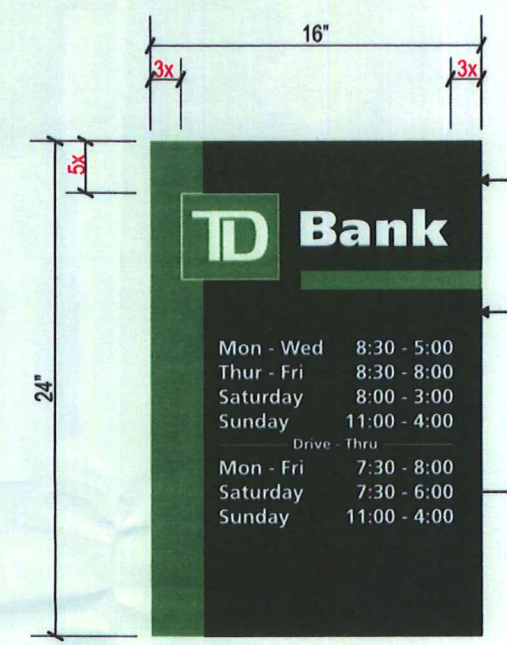 16"
3x 3x
5x
24"
TD Bank
Mon - Wed 8:30 - 5:00
Thur - Fri 8:30 - 8:00
Saturday 8:00 - 3:00
Sunday 11:00 - 4:00
Drive - Thru
Mon - Fri 7:30 - 8:00
Saturday 7:30 - 6:00
Sunday 11:00 - 4:00